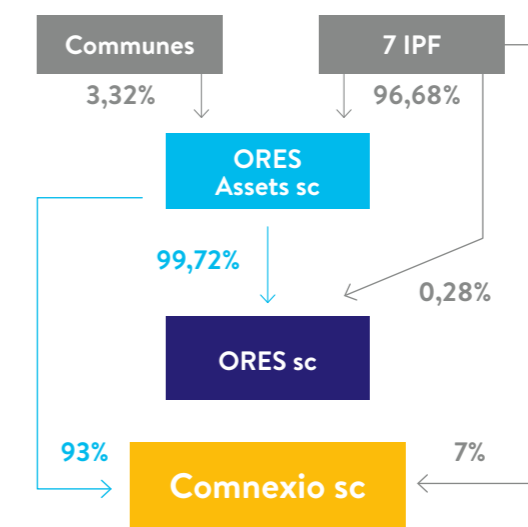 Communes
7 IPF
3,32%
96,68%
ORES
Assets sc
99,72%
0,28%
ORES sc
93%
7%
Comnexio sc